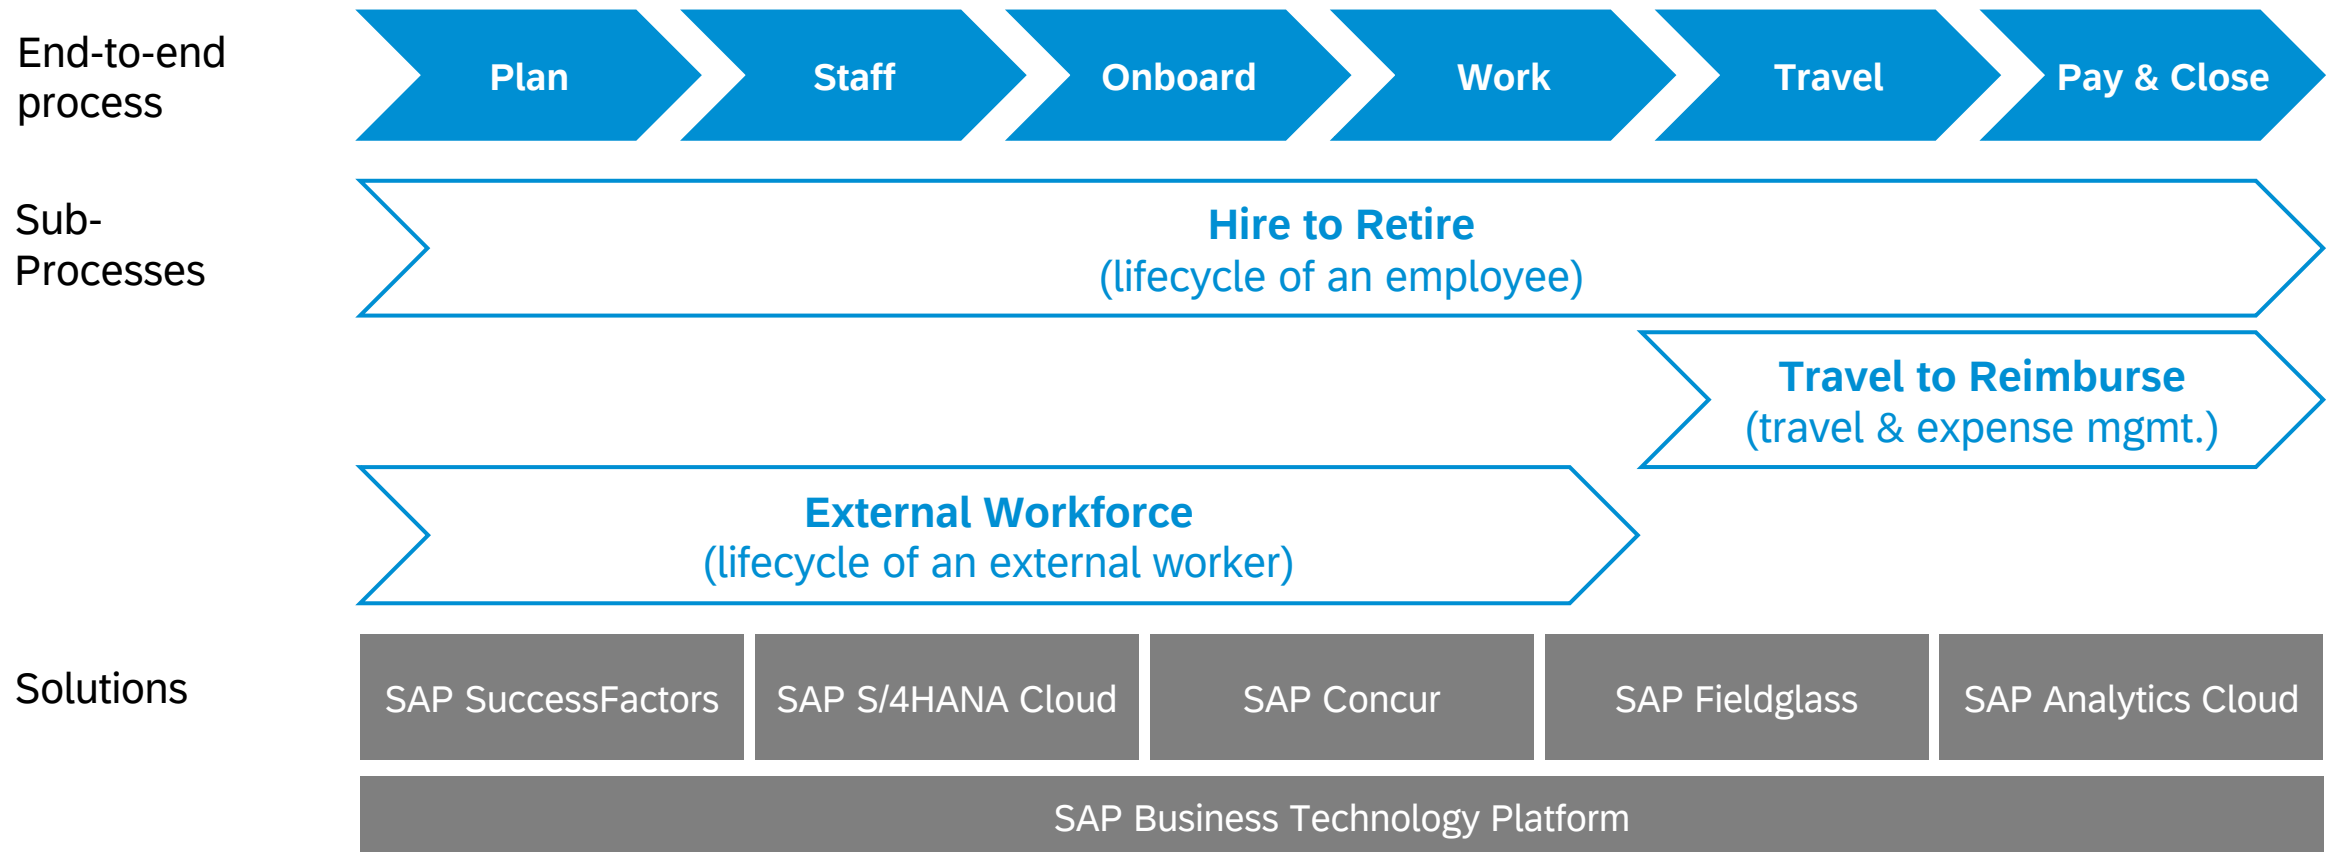 End-to-end
process
Plan
Staff
Onboard
Work
Travel
Pay & Close
Sub-
Processes
Hire to Retire
(lifecycle of an employee)
Travel to Reimburse
(travel & expense mgmt.)
External Workforce
(lifecycle of an external worker)
Solutions
SAP SuccessFactors
SAP S/4HANA Cloud
SAP Concur
SAP Fieldglass
SAP Analytics Cloud
SAP Business Technology Platform